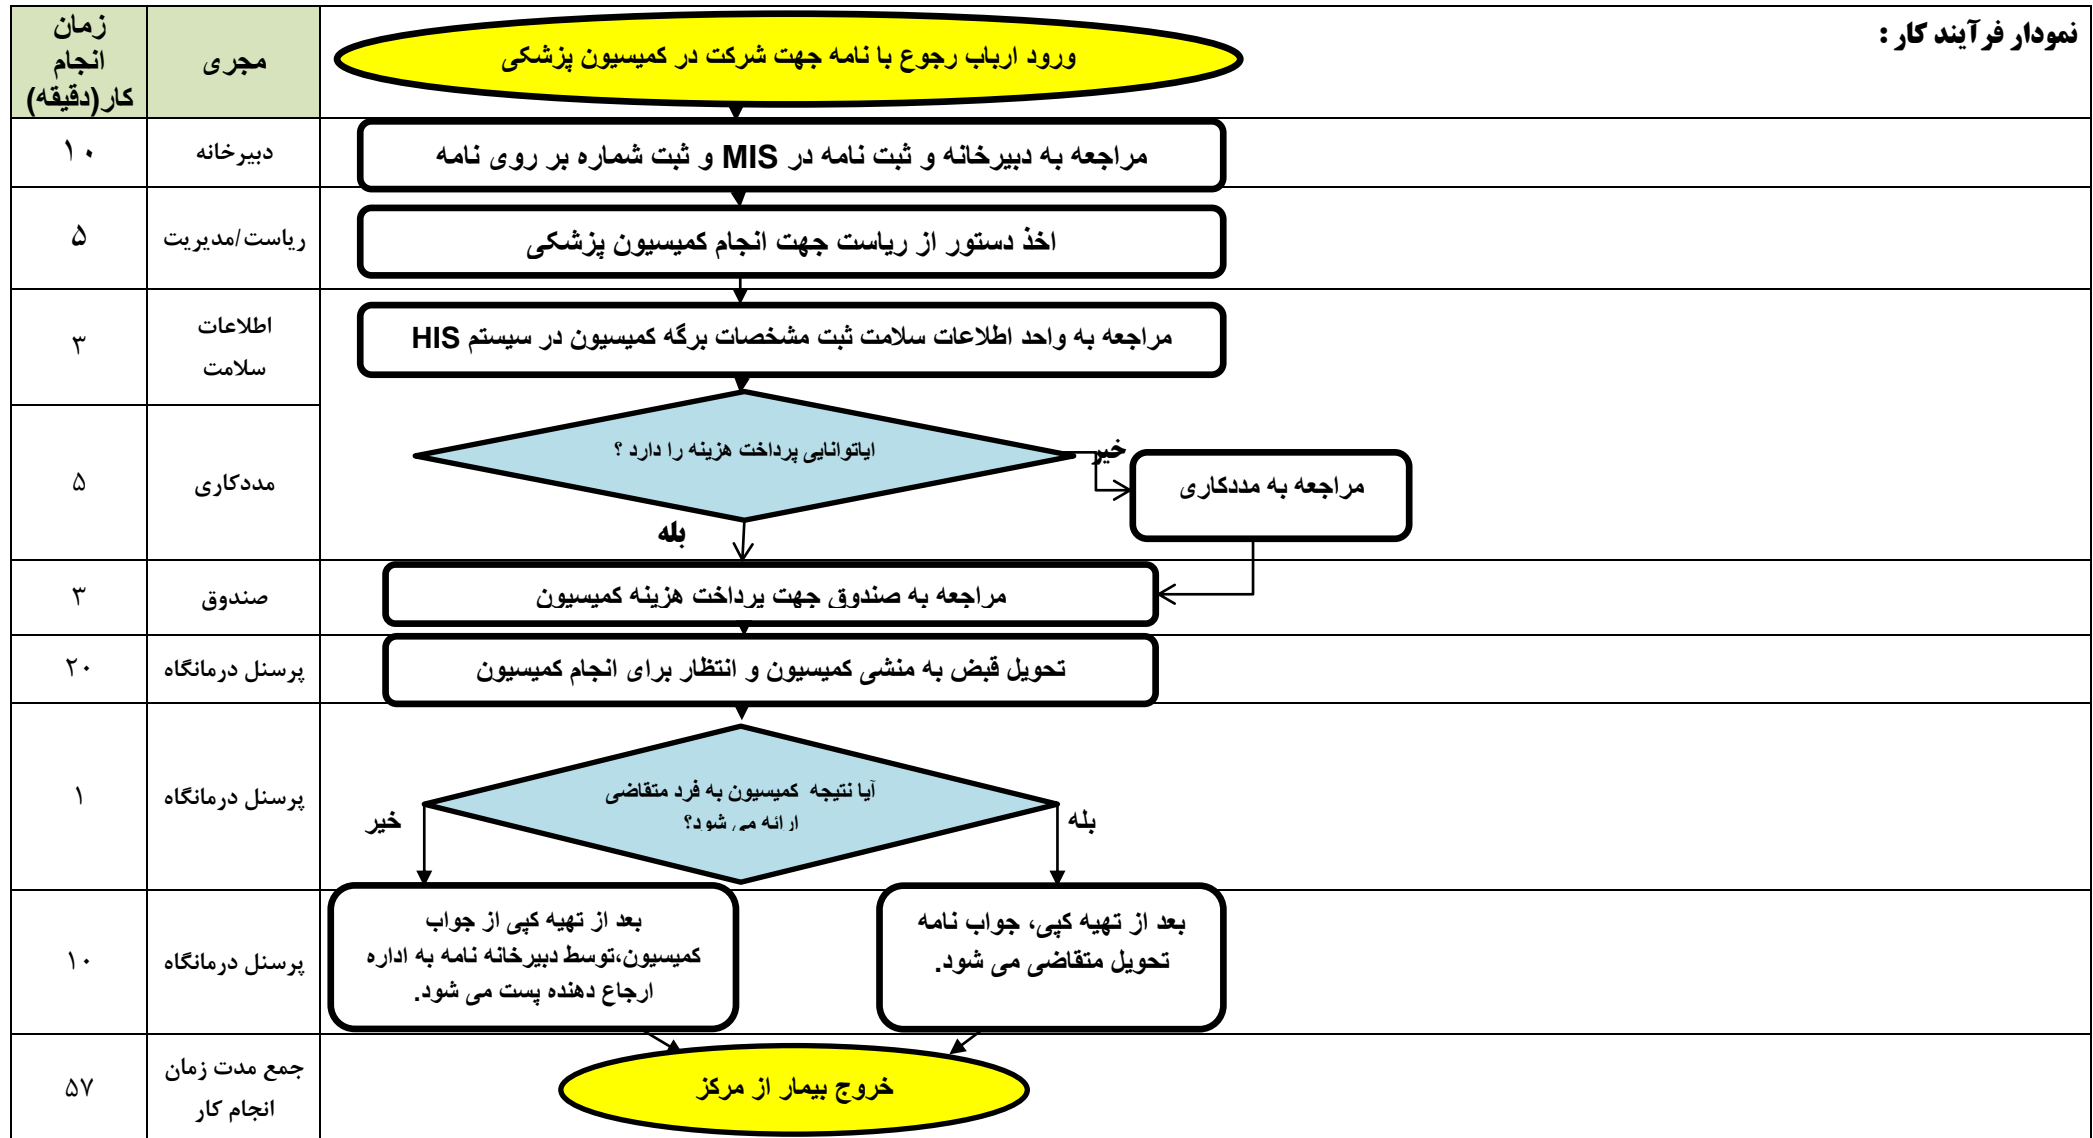 نمودار فرآیند کار :
ورود ارباب رجوع با نامه جهت شرکت در کمیسیون پزشکی
مجری
زمان
انجام
کار(دقیقه)
مراجعه به دبیرخانه و ثبت نامه در MIS و ثبت شماره بر روی نامه
دبیرخانه
۱۰
اخذ دستور از ریاست جهت انجام کمیسیون پزشکی
ریاست/مدیریت
۵
مراجعه به واحد اطلاعات سلامت ثبت مشخصات برگه کمیسیون در سیستم HIS
اطلاعات
سلامت
۳
ایاتوانایی پرداخت هزینه را دارد ؟
خیر
مراجعه به مددکاری
بله
مددکاری
۵
مراجعه به صندوق جهت پرداخت هزینه کمیسیون
صندوق
۳
تحویل قبض به منشی کمیسیون و انتظار برای انجام کمیسیون
پرسنل درمانگاه
۲۰
آیا نتیجه کمیسیون به فرد متقاضی
ارائه می شود؟
بله
خیر
پرسنل درمانگاه
۱
بعد از تهیه کپی، جواب نامه
تحویل متقاضی می شود.
بعد از تهیه کپی از جواب
کمیسیون،توسط دبیرخانه نامه به اداره
ارجاع دهنده پست می شود.
پرسنل درمانگاه
۱۰
خروج بیمار از مرکز
جمع مدت زمان
انجام کار
۵۷